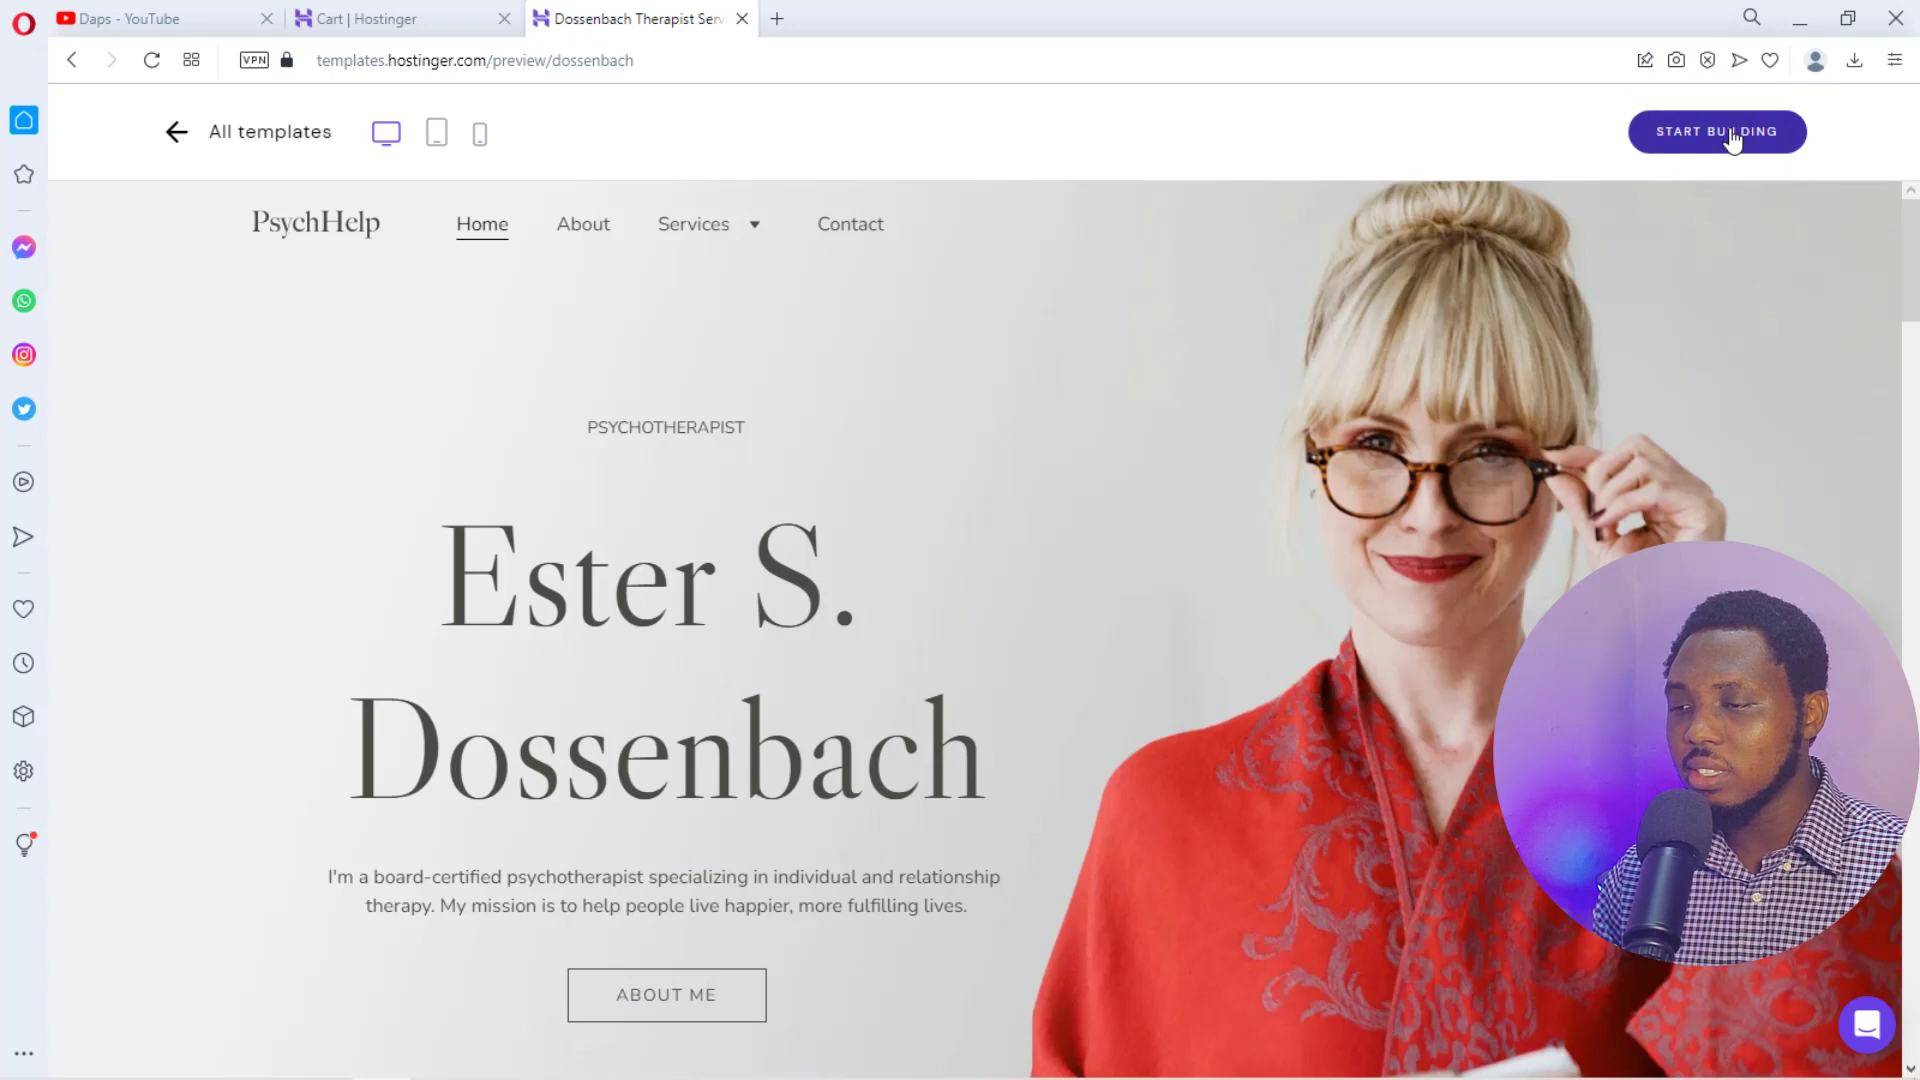 Daps - YouTube
Cart | Hostinger
Dossenbach Therapist Serv
VPN
templates.hostinger.com/preview/dossenbach
All templates
START BUILDING
PsychHelp
Home
About
Services
Contact
PSYCHOTHERAPIST
Ester S.
Dossenbach
I'm a board-certified psychotherapist specializing in individual and relationship
therapy. My mission is to help people live happier, more fulfilling lives.
ABOUT ME